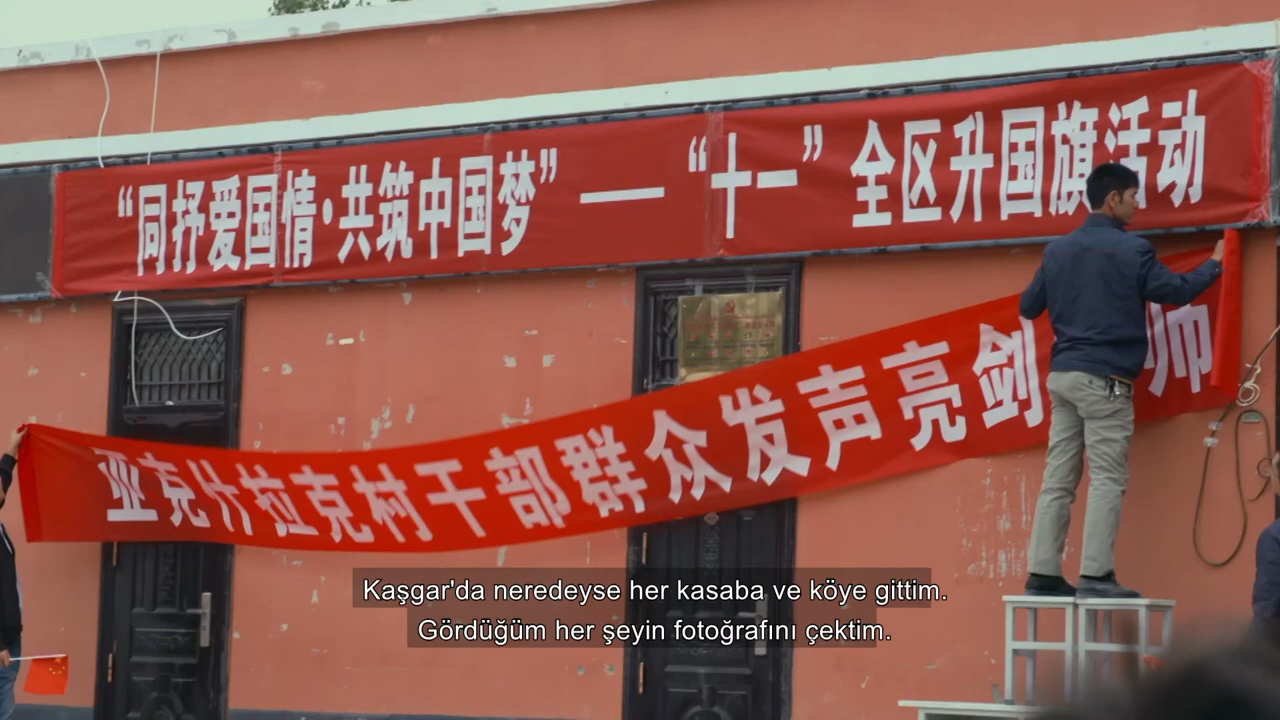 “同抒爱国情·共筑中国梦”——“十一”全区升国旗活动
亚克什拉克村干部群众发声亮剑 师
Kaşgar'da neredeyse her kasaba ve köye gittim.
Gördüğüm her şeyin fotoğrafını çektim.